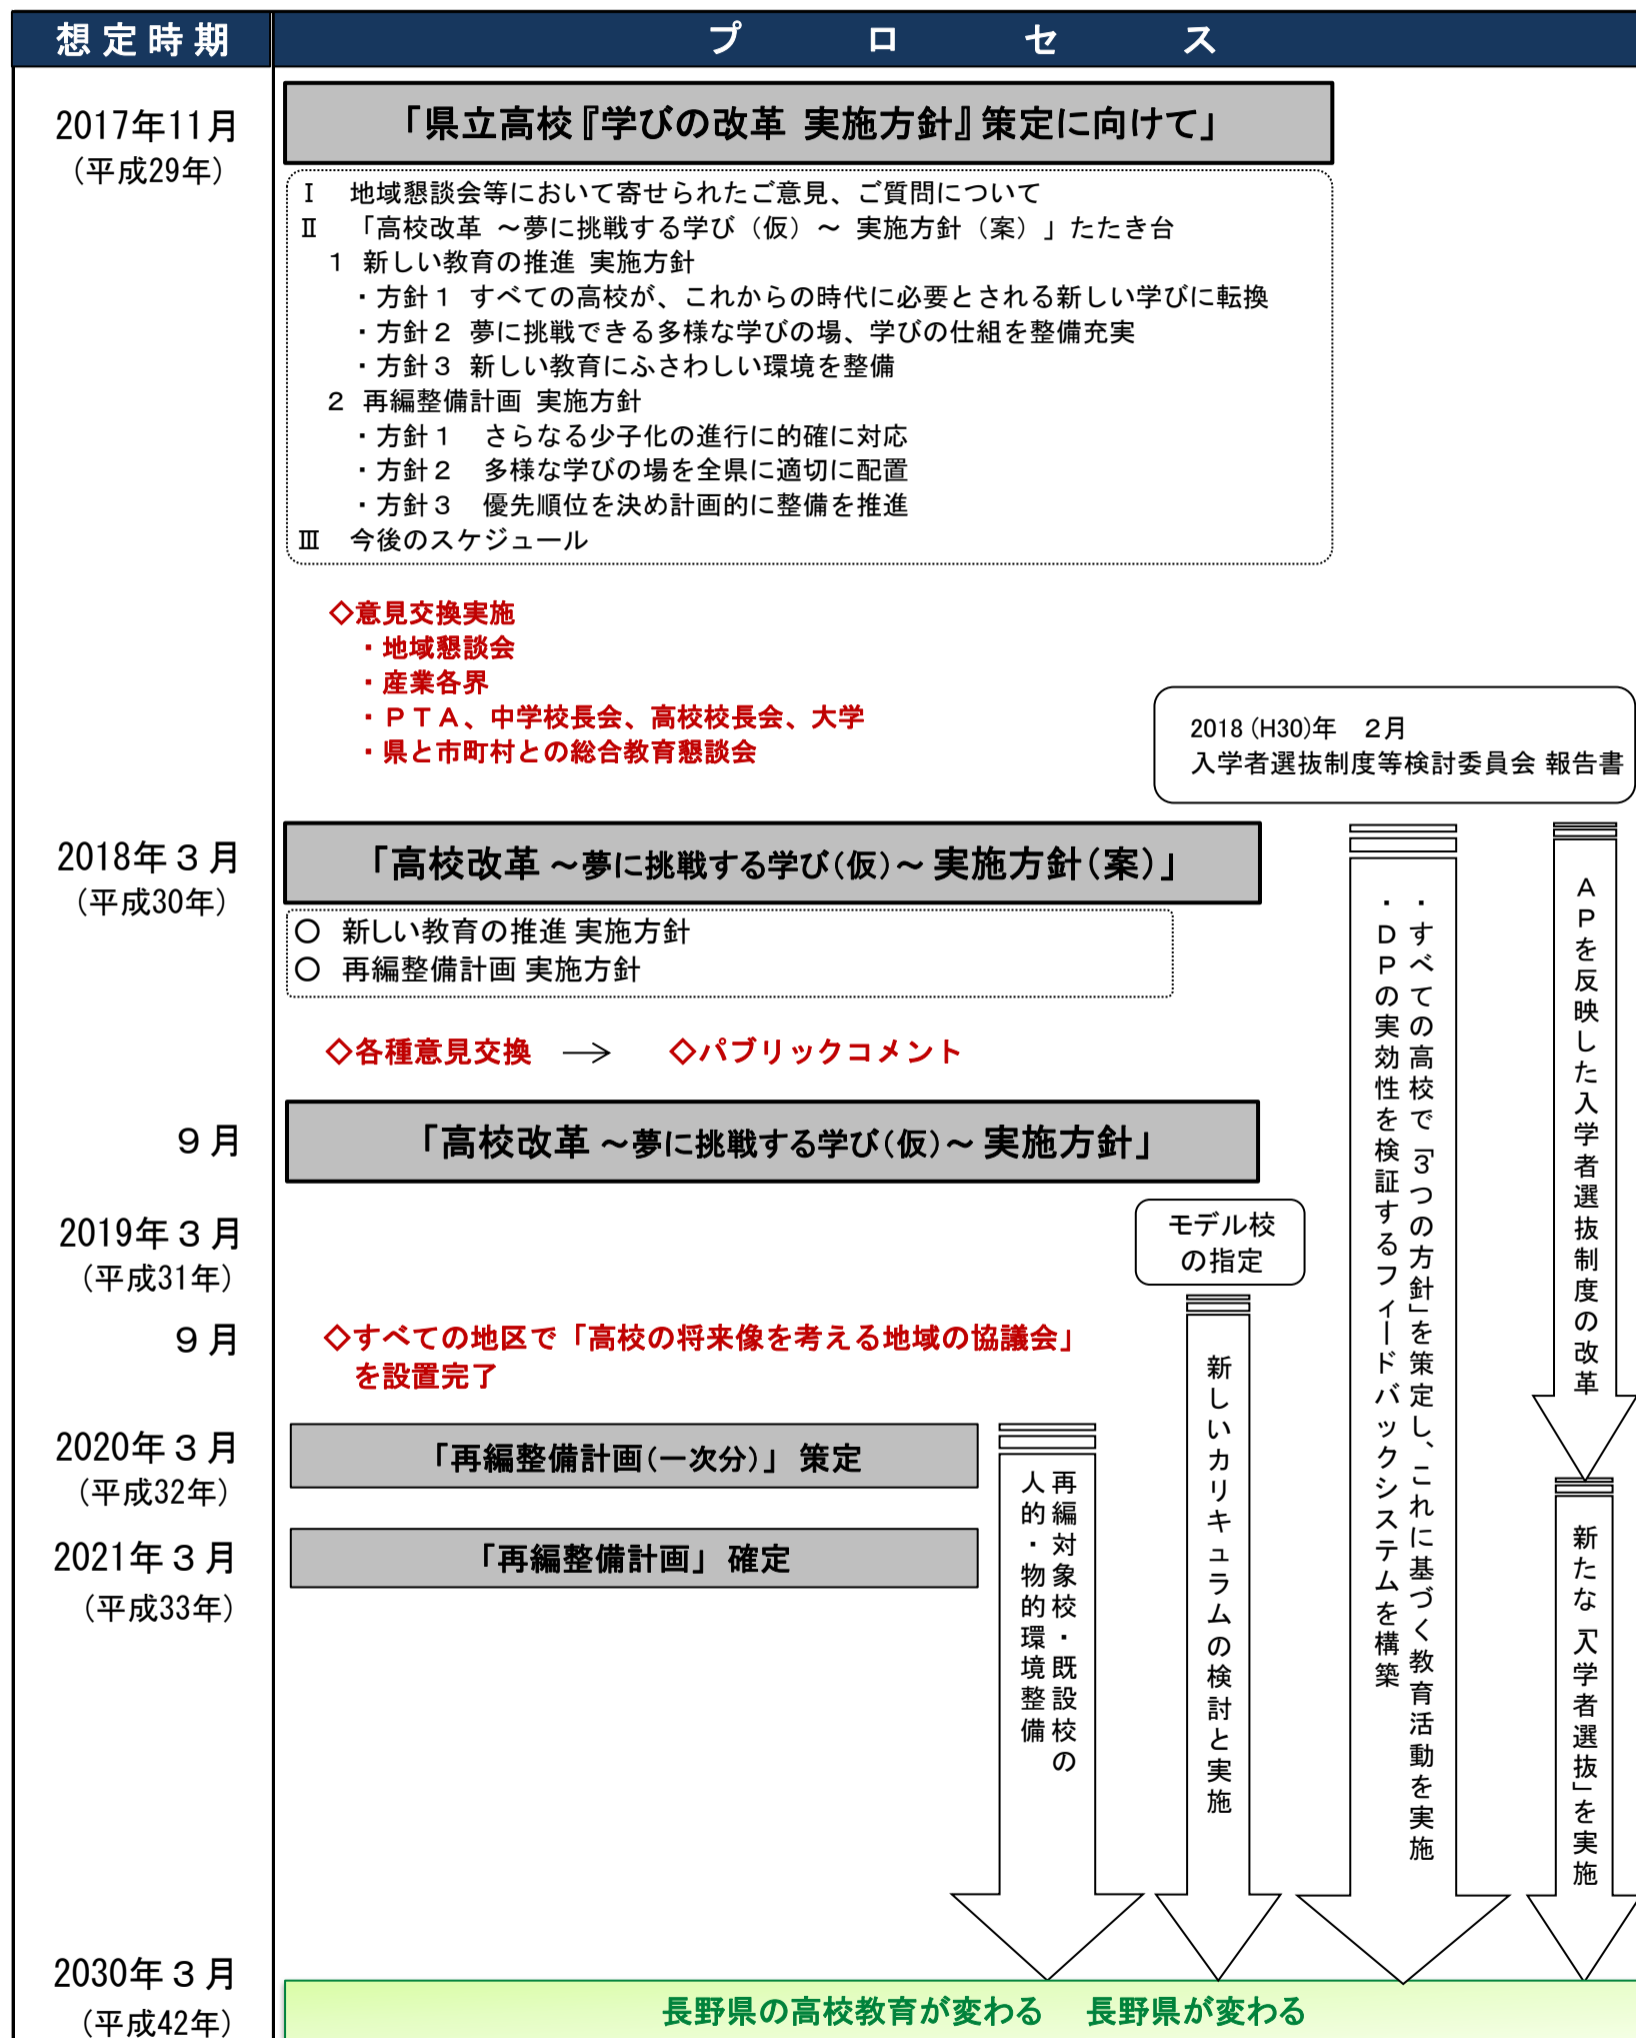 想定時期
プロセス
2017年11月
（平成29年）
「県立高校『学びの改革 実施方針』策定に向けて」
Ⅰ　地域懇談会等において寄せられたご意見、ご質問について
Ⅱ　「高校改革 ～夢に挑戦する学び（仮）～ 実施方針（案）」たたき台
１ 新しい教育の推進 実施方針
・方針１ すべての高校が、これからの時代に必要とされる新しい学びに転換
・方針２ 夢に挑戦できる多様な学びの場、学びの仕組を整備充実
・方針３ 新しい教育にふさわしい環境を整備
２ 再編整備計画 実施方針
・方針１　さらなる少子化の進行に的確に対応
・方針２　多様な学びの場を全県に適切に配置
・方針３　優先順位を決め計画的に整備を推進
Ⅲ　今後のスケジュール
◇意見交換実施
・地域懇談会
・産業各界
・ＰＴＡ、中学校長会、高校校長会、大学
・県と市町村との総合教育懇談会
2018(H30)年　２月
入学者選抜制度等検討委員会 報告書
2018年３月
（平成30年）
「高校改革 ～夢に挑戦する学び（仮）～ 実施方針（案）」
○ 新しい教育の推進 実施方針
○ 再編整備計画 実施方針
◇各種意見交換 → ◇パブリックコメント
９月
「高校改革 ～夢に挑戦する学び（仮）～ 実施方針」
2019年３月
（平成31年）
モデル校
の指定
９月
◇すべての地区で「高校の将来像を考える地域の協議会」
を設置完了
2020年３月
（平成32年）
「再編整備計画（一次分）」 策定
2021年３月
（平成33年）
「再編整備計画」 確定
再編対象校・既設校の
人的・物的環境整備
新しいカリキュラムの検討と実施
・すべての高校で「３つの方針」を策定し、これに基づく教育活動を実施
・ＤＰの実効性を検証するフィードバックシステムを構築
ＡＰを反映した入学者選抜制度の改革
新たな「入学者選抜」を実施
2030年３月
（平成42年）
長野県の高校教育が変わる　長野県が変わる